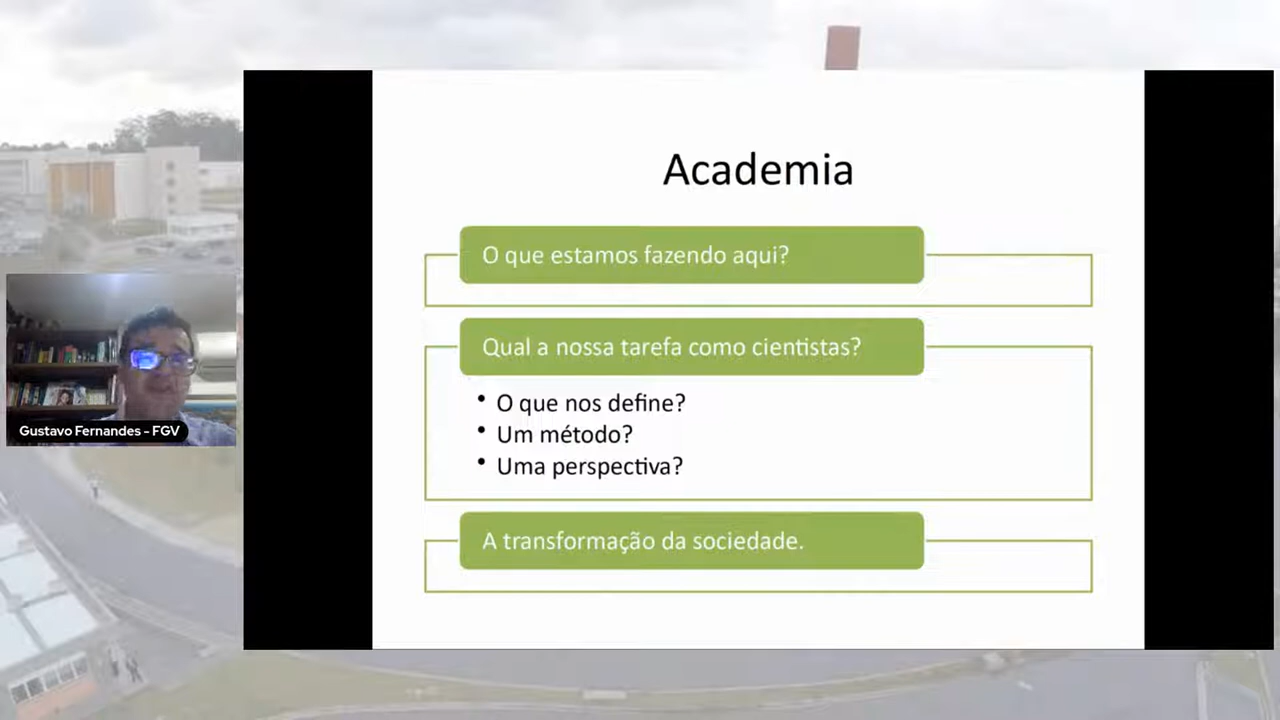 Academia
O que estamos fazendo aqui?
Qual a nossa tarefa como cientistas?
• O que nos define?
• Um método?
• Uma perspectiva?
A transformação da sociedade.
Gustavo Fernandes - FGV